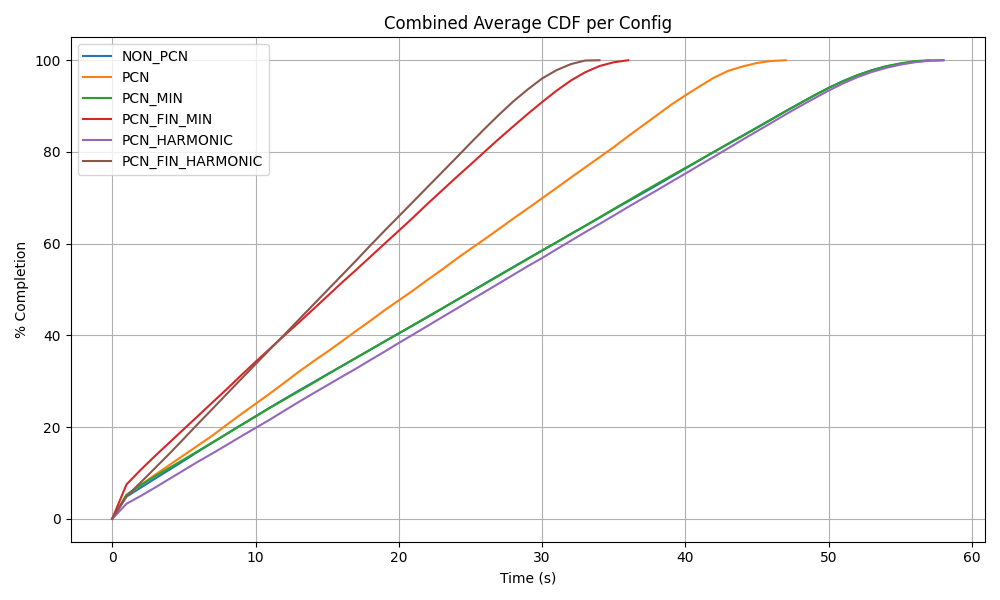 Combined Average CDF per Config
NON_PCN
PCN
PCN_MIN
PCN_FIN_MIN
PCN_HARMONIC
PCN_FIN_HARMONIC
% Completion
100
80
60
40
20
0
0 10 20 30 40 50 60
Time (s)